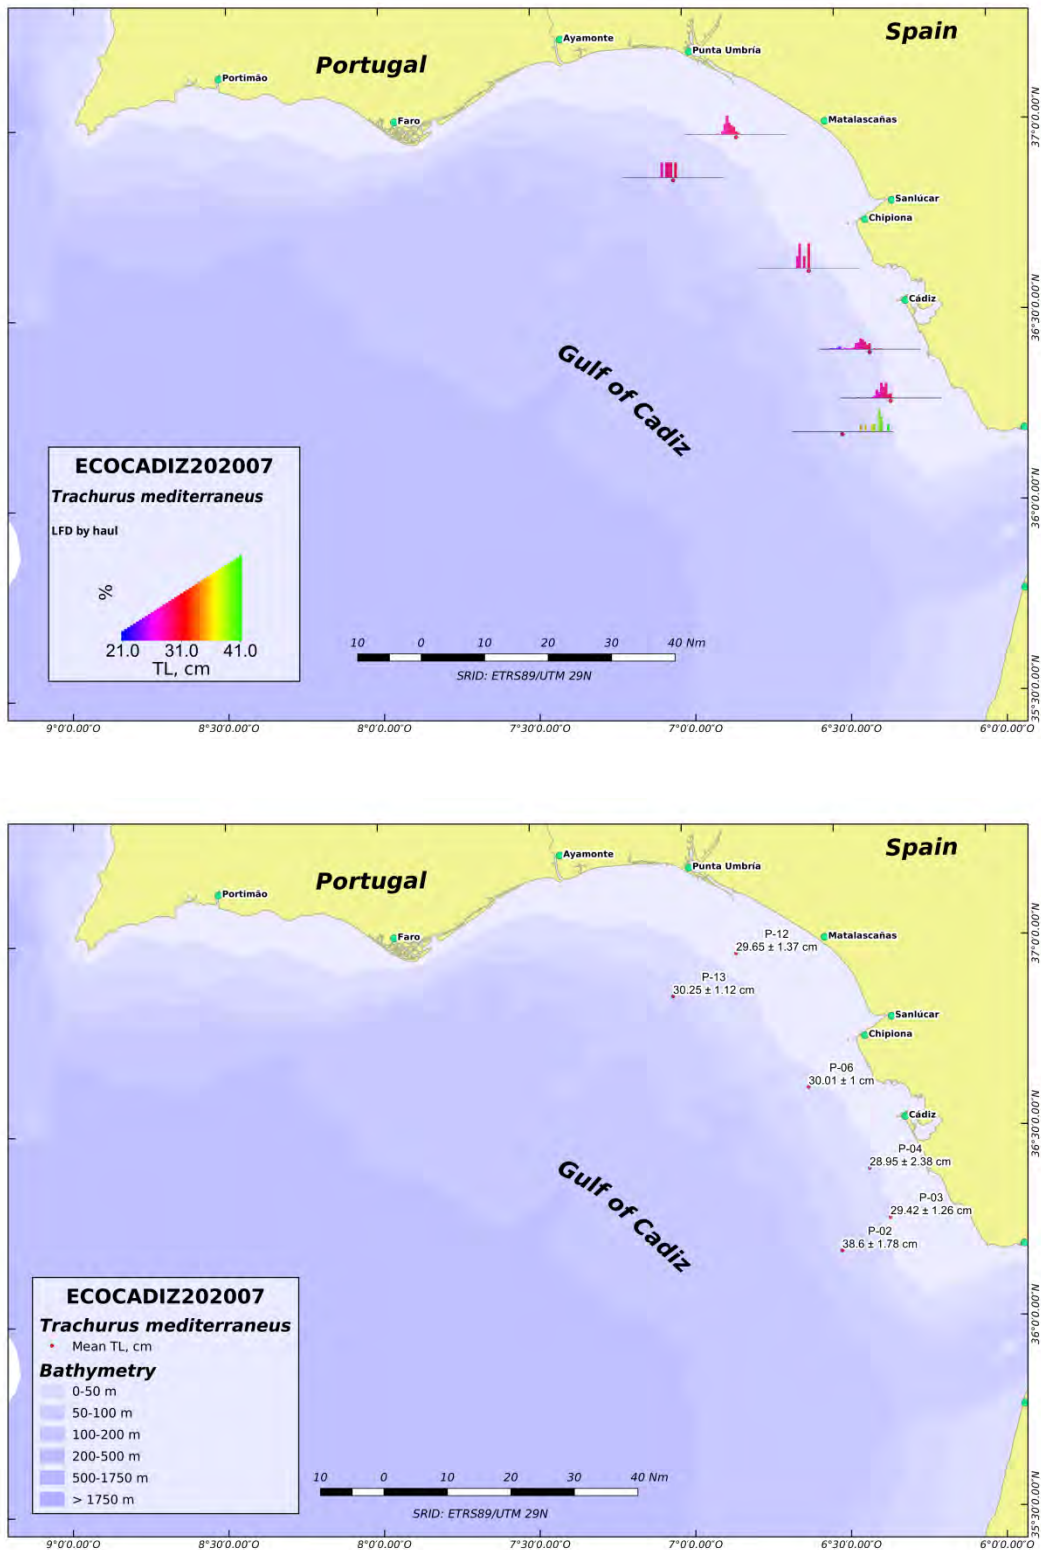 Spain
Ayamonte
Punta Umbría
Portugal
Portimão
Faro
Matalascañas
37°0'0.00"N
Sanlúcar
Chipiona
Cádiz
36°30'0.00"N
Gulf of Cadiz
36°0'0.00"N
ECOCADIZ202007
Trachurus mediterraneus
LFD by haul
%
21.0 31.0 41.0
TL, cm
10 0 10 20 30 40 Nm
SRID: ETRS89/UTM 29N
35°30'0.00"N
9°0'0.00"O 8°30'0.00"O 8°0'0.00"O 7°30'0.00"O 7°0'0.00"O 6°30'0.00"O 6°0'0.00"O
Spain
Ayamonte
Punta Umbría
Portugal
Portimão
Faro
P-12
29.65 ± 1.37 cm
Matalascañas
37°0'0.00"N
P-13
30.25 ± 1.12 cm
Sanlúcar
Chipiona
P-06
30.01 ± 1 cm
Cádiz
36°30'0.00"N
P-04
28.95 ± 2.38 cm
Gulf of Cadiz
P-03
29.42 ± 1.26 cm
P-02
38.6 ± 1.78 cm
36°0'0.00"N
ECOCADIZ202007
Trachurus mediterraneus
Mean TL, cm
Bathymetry
0-50 m
50-100 m
100-200 m
200-500 m
500-1750 m
> 1750 m
10 0 10 20 30 40 Nm
SRID: ETRS89/UTM 29N
35°30'0.00"N
9°0'0.00"O 8°30'0.00"O 8°0'0.00"O 7°30'0.00"O 7°0'0.00"O 6°30'0.00"O 6°0'0.00"O